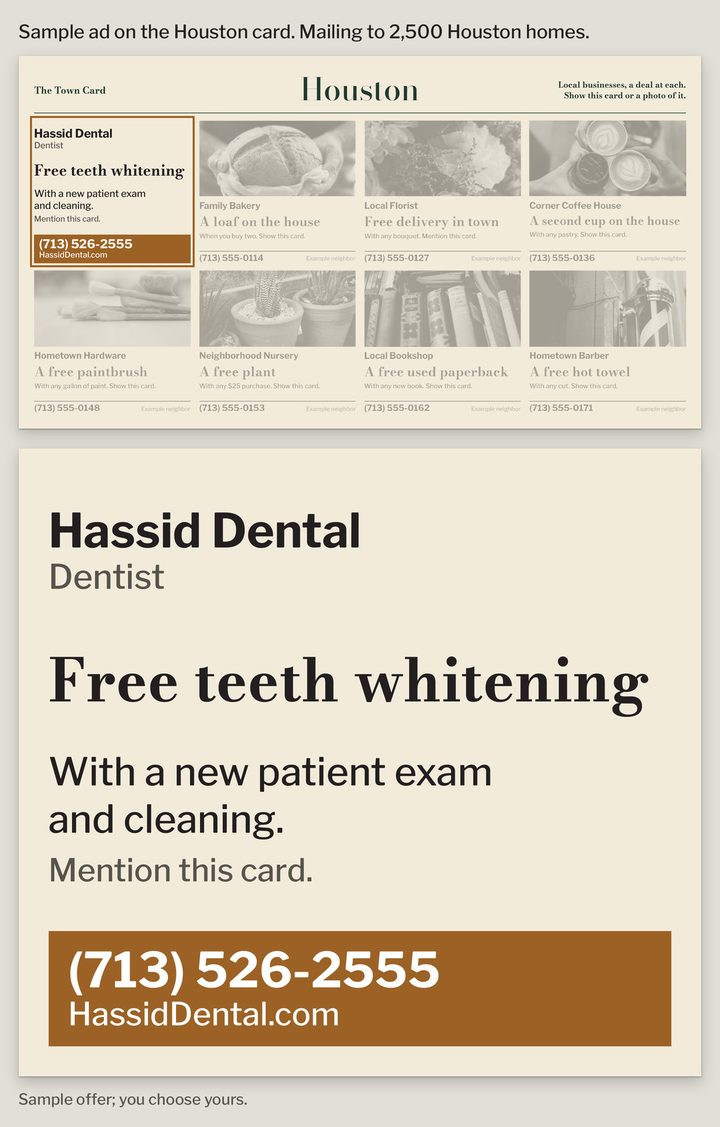 Sample ad on the Houston card. Mailing to 2,500 Houston homes.
The Town Card
Houston
Local businesses, a deal at each.
Show this card or a photo of it.
Hassid Dental
Dentist
Free teeth whitening
With a new patient exam
and cleaning.
Mention this card.
(713) 526-2555
HassidDental.com
Family Bakery
A loaf on the house
When you buy two. Show this card.
(713) 555-0114
Example neighbor
Local Florist
Free delivery in town
With any bouquet. Mention this card.
(713) 555-0127
Example neighbor
Corner Coffee House
A second cup on the house
With any pastry. Show this card.
(713) 555-0136
Example neighbor
Hometown Hardware
A free paintbrush
With any gallon of paint. Show this card.
(713) 555-0148
Example neighbor
Neighborhood Nursery
A free plant
With any $25 purchase. Show this card.
(713) 555-0153
Example neighbor
Local Bookshop
A free used paperback
With any new book. Show this card.
(713) 555-0162
Example neighbor
Hometown Barber
A free hot towel
With any cut. Show this card.
(713) 555-0171
Example neighbor
Hassid Dental
Dentist
Free teeth whitening
With a new patient exam
and cleaning.
Mention this card.
(713) 526-2555
HassidDental.com
Sample offer; you choose yours.